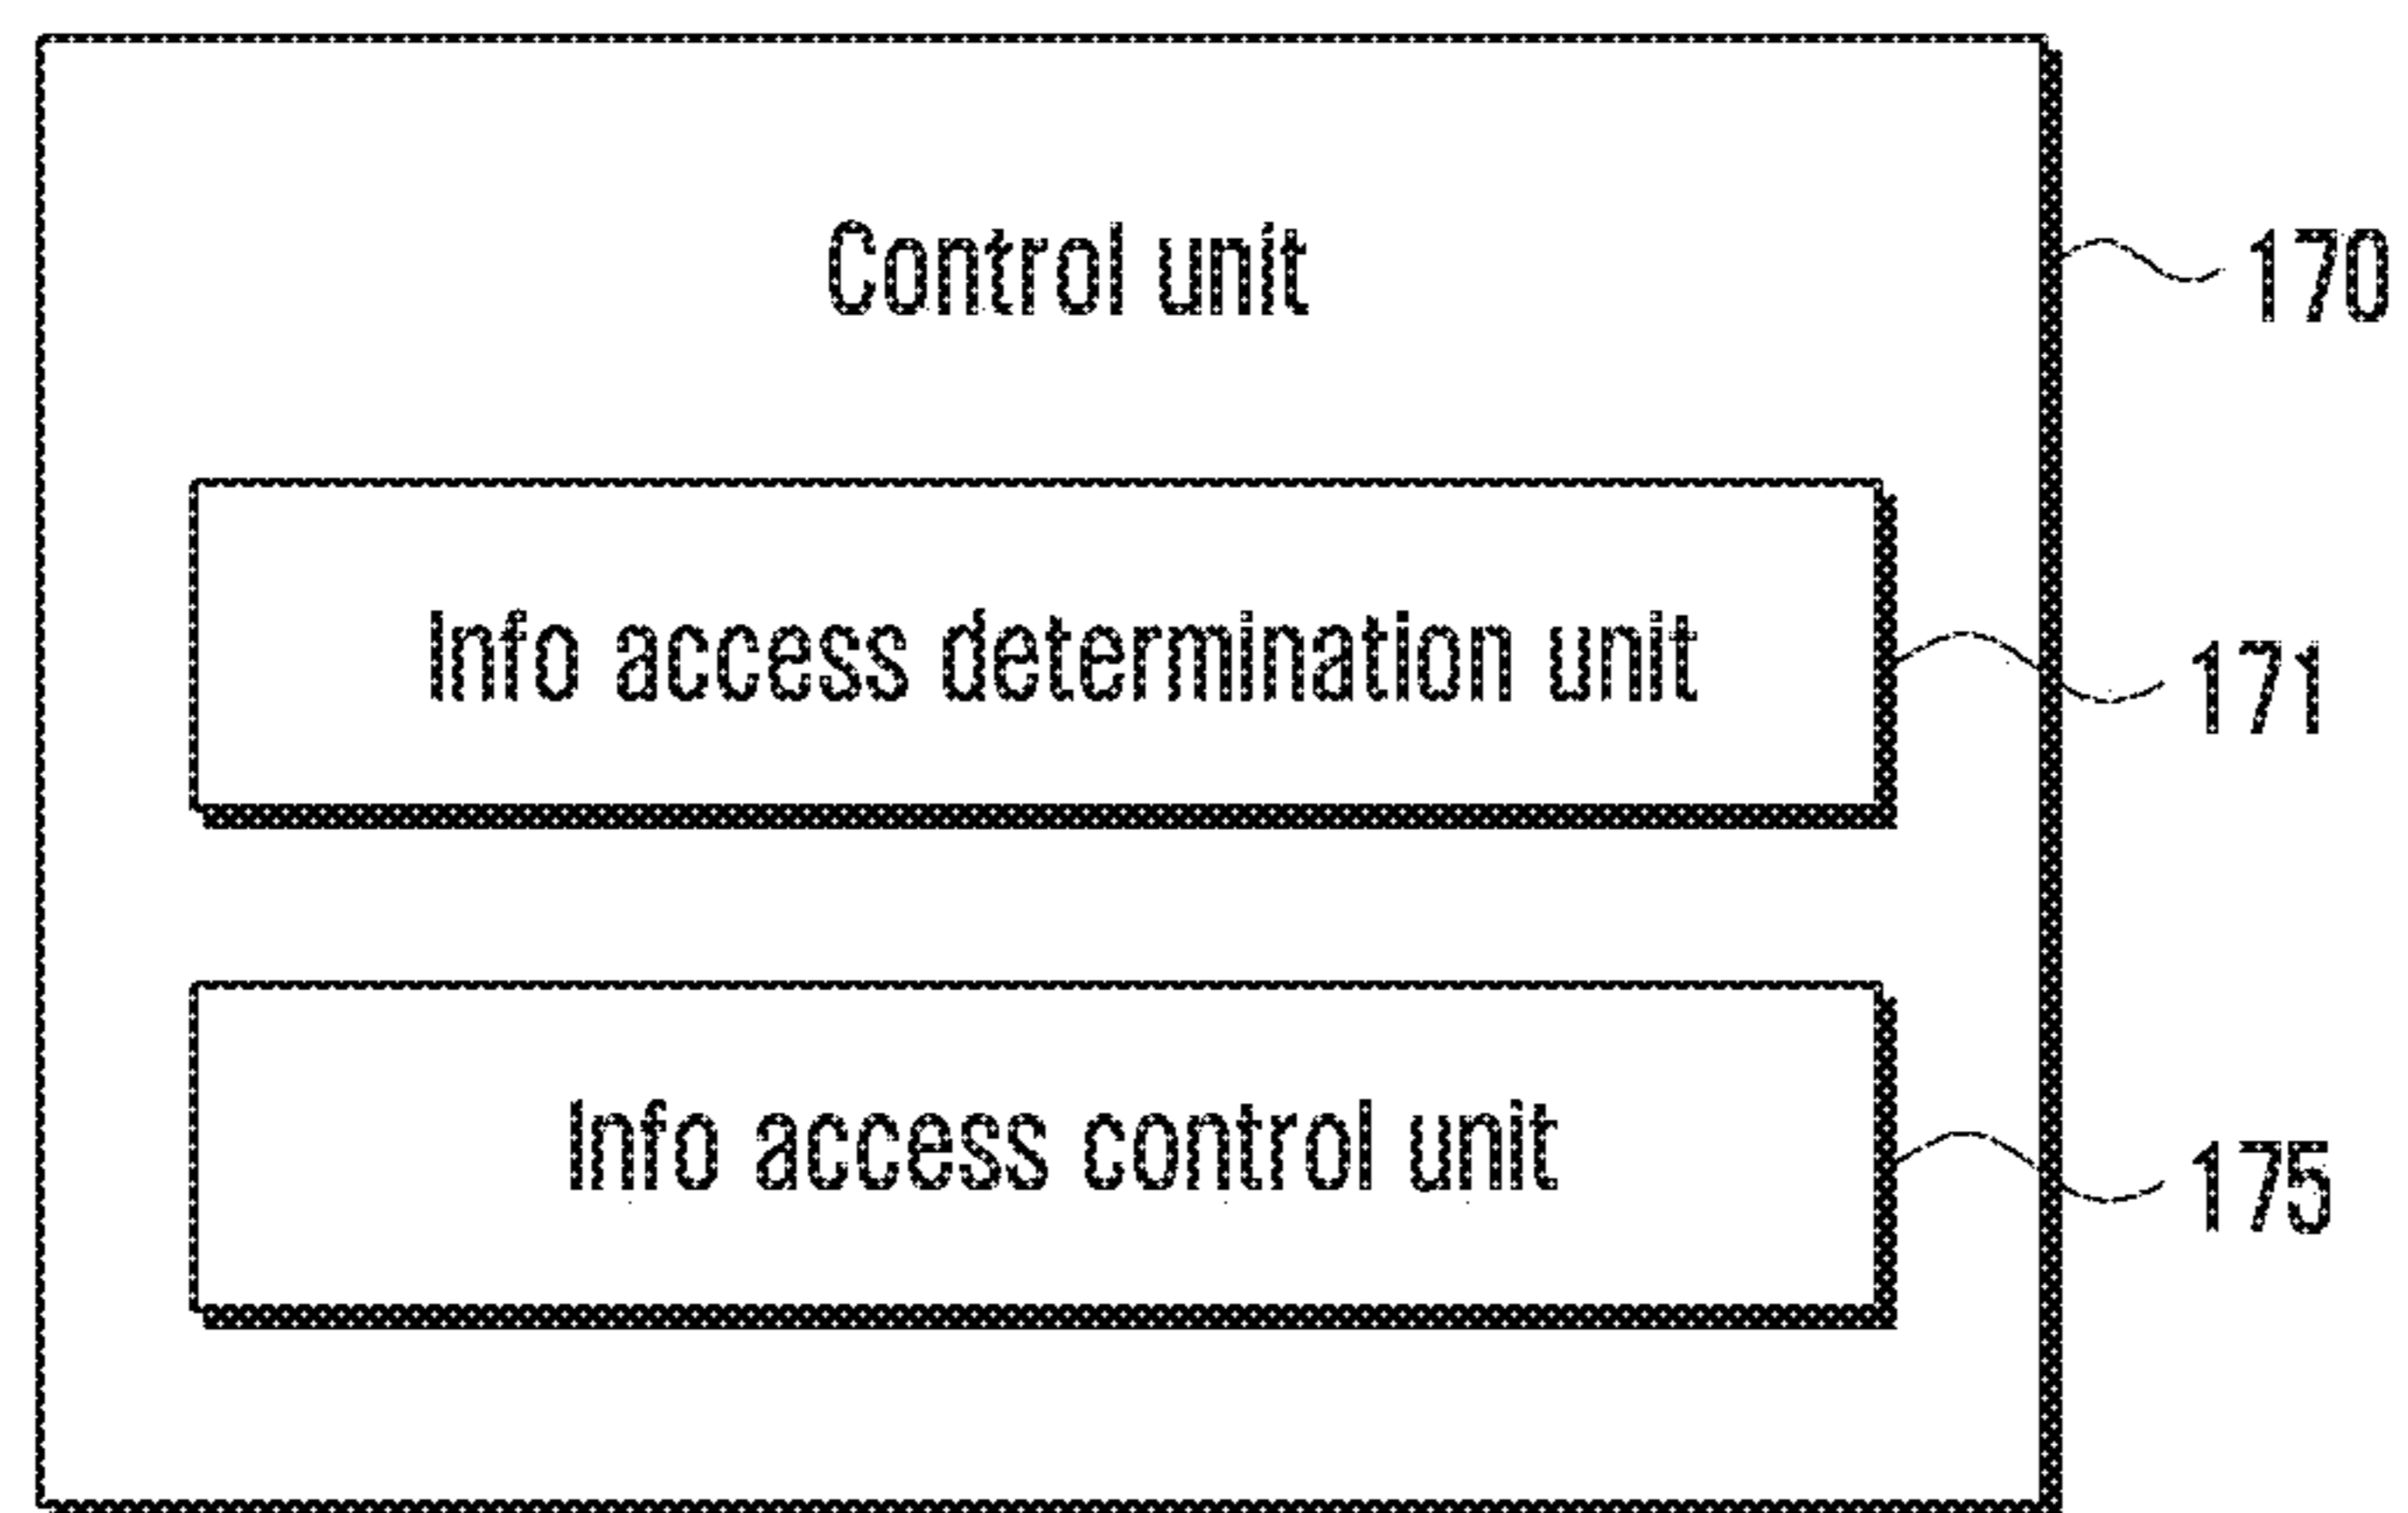 Control unit
170
Info access determination unit
171
Info access control unit
175